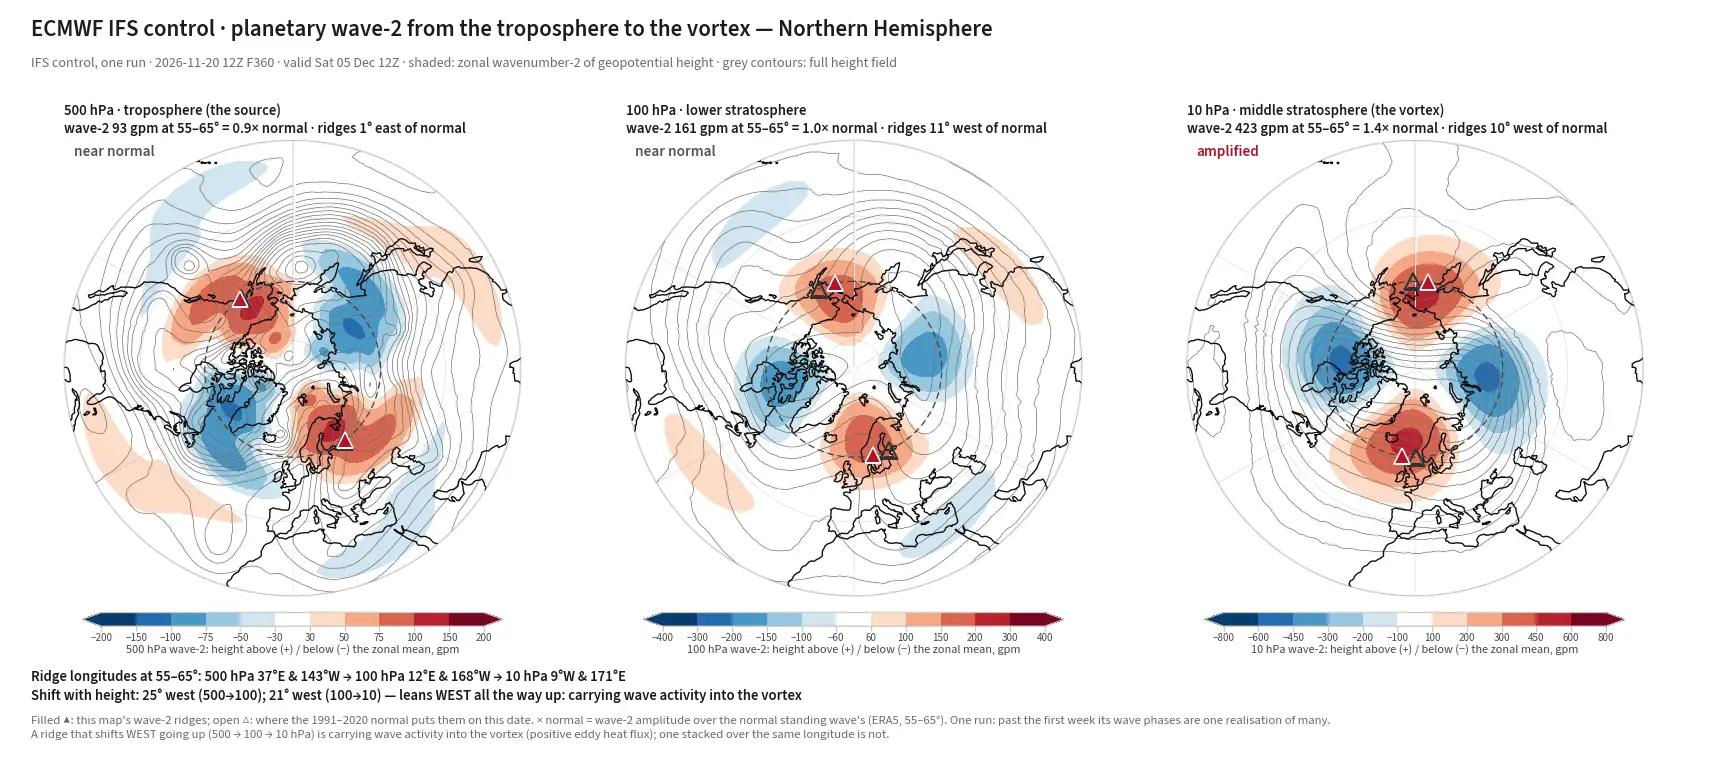 ECMWF IFS control · planetary wave-2 from the troposphere to the vortex — Northern Hemisphere
IFS control, one run · 2026-11-20 12Z F360 · valid Sat 05 Dec 12Z · shaded: zonal wavenumber-2 of geopotential height · grey contours: full height field
500 hPa · troposphere (the source)
wave-2 93 gpm at 55–65° = 0.9× normal · ridges 1° east of normal
near normal
100 hPa · lower stratosphere
wave-2 161 gpm at 55–65° = 1.0× normal · ridges 11° west of normal
near normal
10 hPa · middle stratosphere (the vortex)
wave-2 423 gpm at 55–65° = 1.4× normal · ridges 10° west of normal
amplified
−200 −150 −100 −75 −50 −30 30 50 75 100 150 200
500 hPa wave-2: height above (+) / below (−) the zonal mean, gpm
−400 −300 −200 −150 −100 −60 60 100 150 200 300 400
100 hPa wave-2: height above (+) / below (−) the zonal mean, gpm
−800 −600 −450 −300 −200 −100 100 200 300 450 600 800
10 hPa wave-2: height above (+) / below (−) the zonal mean, gpm
Ridge longitudes at 55–65°: 500 hPa 37°E & 143°W → 100 hPa 12°E & 168°W → 10 hPa 9°W & 171°E
Shift with height: 25° west (500→100); 21° west (100→10) — leans WEST all the way up: carrying wave activity into the vortex
Filled ▲: this map's wave-2 ridges; open △: where the 1991–2020 normal puts them on this date. × normal = wave-2 amplitude over the normal standing wave's (ERA5, 55–65°). One run: past the first week its wave phases are one realisation of many.
A ridge that shifts WEST going up (500 → 100 → 10 hPa) is carrying wave activity into the vortex (positive eddy heat flux); one stacked over the same longitude is not.